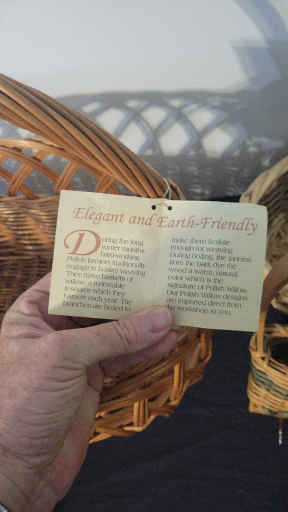 Elegant and Earth-Friendly
During the long
winter months
hard-working
Polish farmers traditionally
engage in basket weaving.
They weave baskets of
willow, a renewable
resource which they
harvest each year. The
branches are boiled to
make them flexible
enough for weaving.
During boiling, the tannins
from the bark dye the
wood a warm, natural
color which is the
signature of Polish Willow.
Our Polish Willow designs
are imported direct from
the workshop to you.